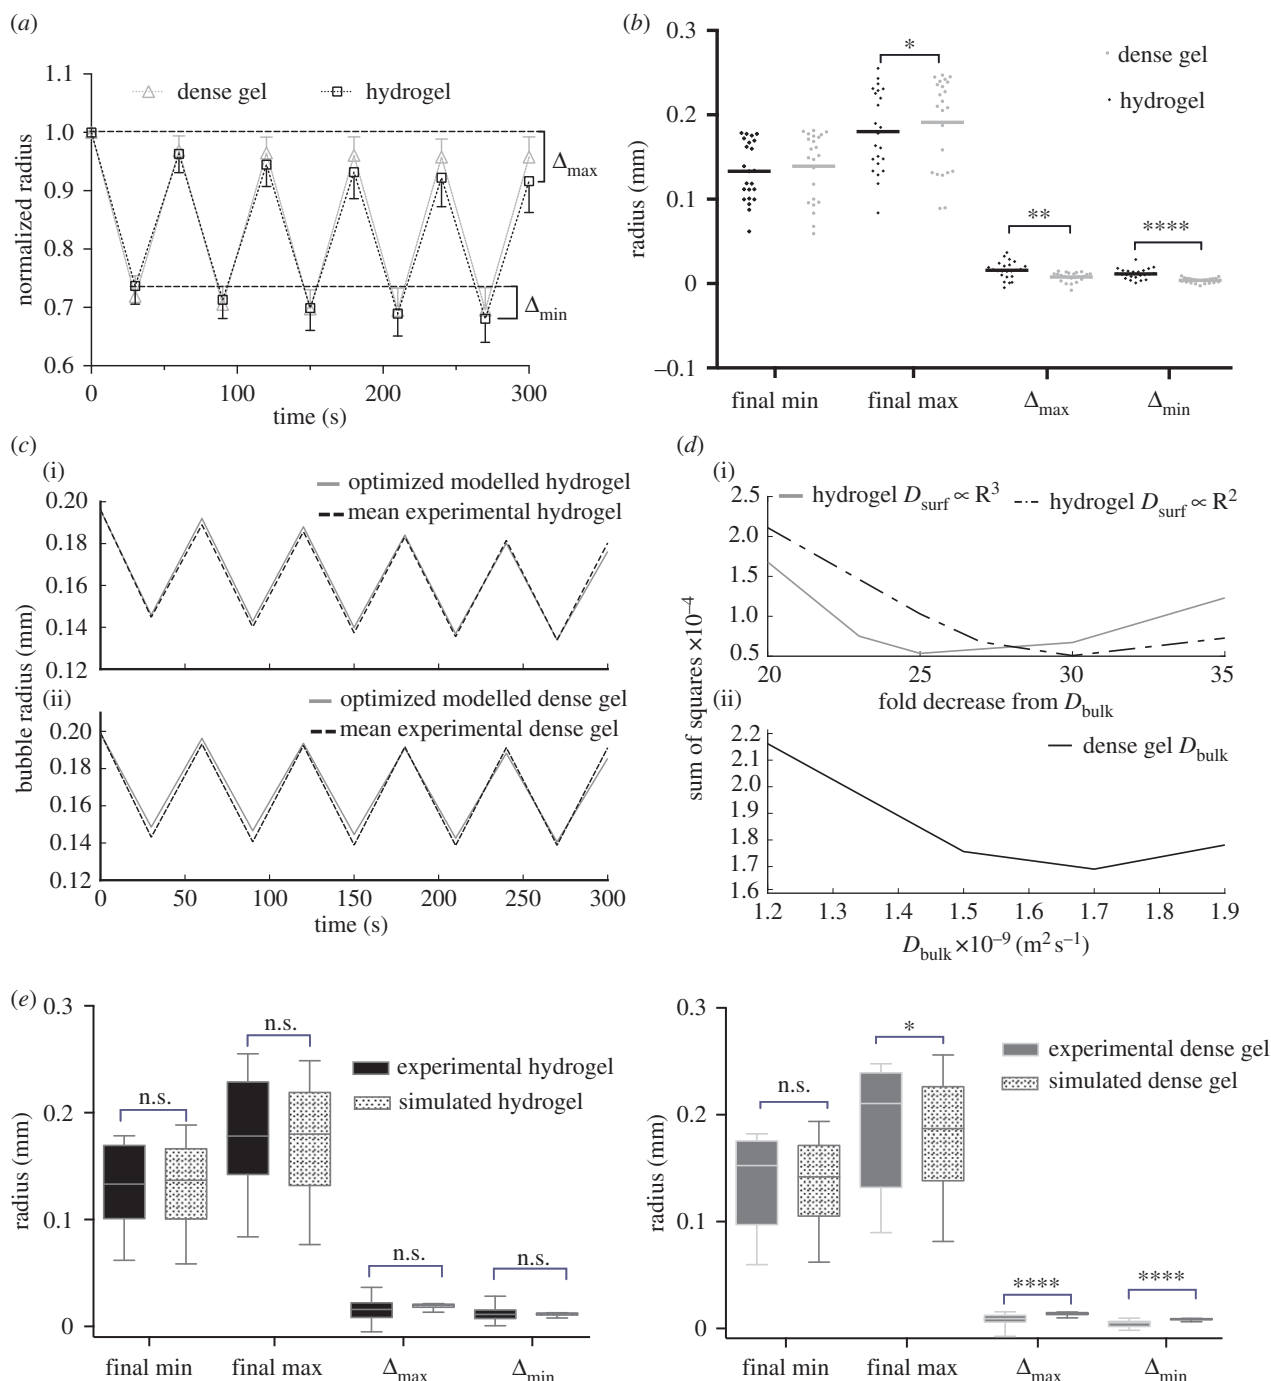 (a)
1.1
1.0
0.9
0.8
0.7
0.6
normalized radius
dense gel
hydrogel
Δmax
Δmin
0 100 200 300
time (s)
(b)
0.3
0.2
0.1
0
–0.1
radius (mm)
*
**
****
dense gel
hydrogel
final min final max Δmax Δmin
(c)
(i)
optimized modelled hydrogel
mean experimental hydrogel
0.20
0.18
0.16
0.14
0.12
0 50 100 150 200 250 300
bubble radius (mm)
(ii)
optimized modelled dense gel
mean experimental dense gel
0.20
0.18
0.16
0.14
0.12
0 50 100 150 200 250 300
time (s)
(d)
(i)
hydrogel Dsurf ∝ R³ hydrogel Dsurf ∝ R²
2.5
2.0
1.5
1.0
0.5
20 25 30 35
fold decrease from Dbulk
sum of squares ×10⁻⁴
(ii)
dense gel Dbulk
2.2
2.1
2.0
1.9
1.8
1.7
1.6
1.2 1.3 1.4 1.5 1.6 1.7 1.8 1.9
Dbulk ×10⁻⁹ (m² s⁻¹)
(e)
0.3
0.2
0.1
0
radius (mm)
n.s.
n.s.
n.s.
n.s.
experimental hydrogel
simulated hydrogel
final min final max Δmax Δmin
0.3
0.2
0.1
0
radius (mm)
n.s.
*
****
****
experimental dense gel
simulated dense gel
final min final max Δmax Δmin